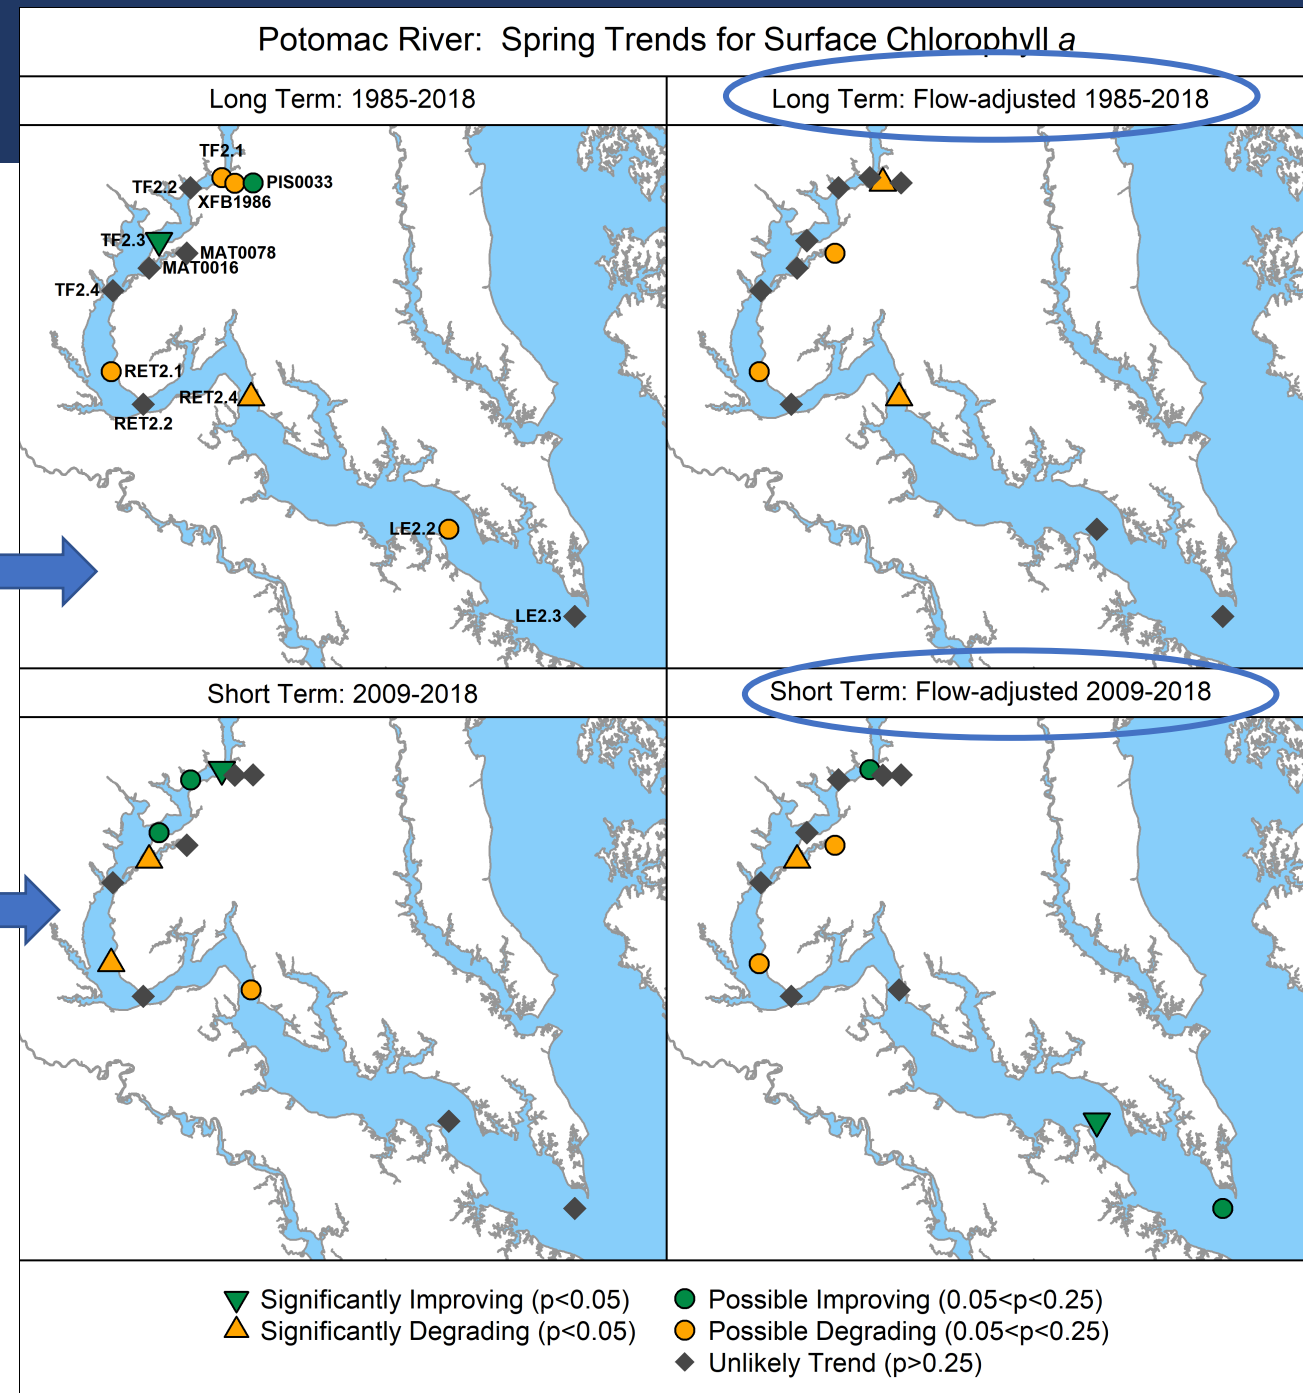 Potomac River: Spring Trends for Surface Chlorophyll a
Long Term: 1985-2018
Long Term: Flow-adjusted 1985-2018
TF2.1
TF2.2
PIS0033
XFB1986
TF2.3
MAT0078
MAT0016
TF2.4
RET2.1
RET2.4
RET2.2
LE2.2
LE2.3
Short Term: 2009-2018
Short Term: Flow-adjusted 2009-2018
Significantly Improving (p<0.05)
Possible Improving (0.05<p<0.25)
Significantly Degrading (p<0.05)
Possible Degrading (0.05<p<0.25)
Unlikely Trend (p>0.25)